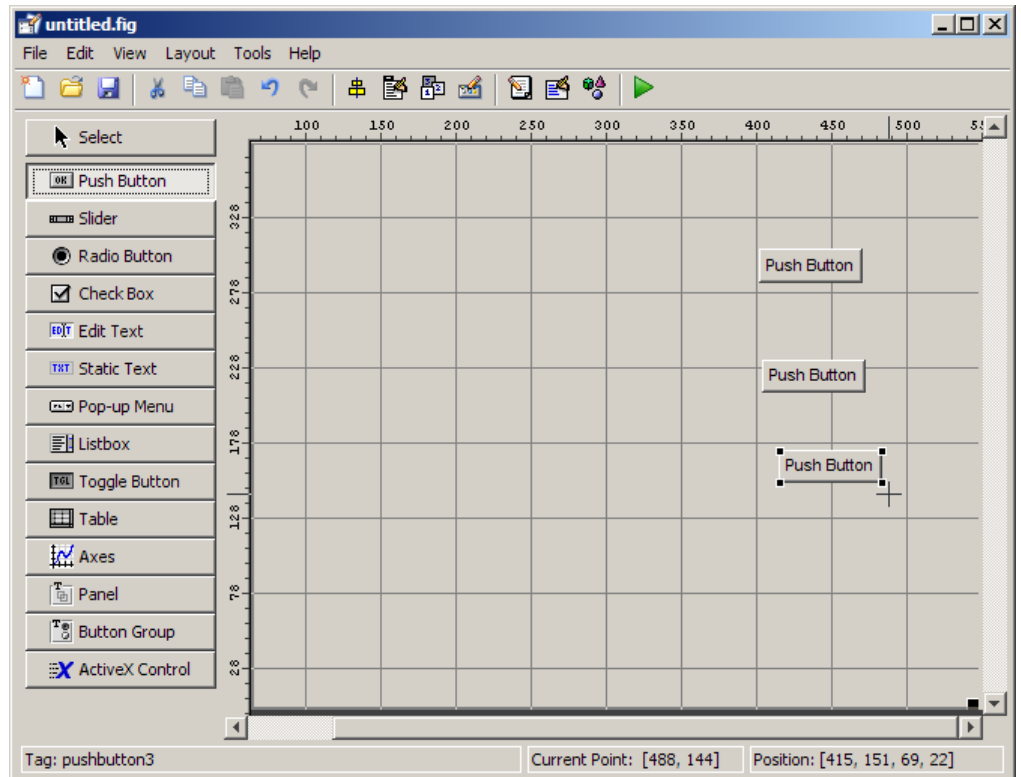 untitled.fig
File Edit View Layout Tools Help
Select
Push Button
Slider
Radio Button
Check Box
EDIT Edit Text
TXT Static Text
Pop-up Menu
Listbox
TGL Toggle Button
Table
Axes
Panel
Button Group
ActiveX Control
100 150 200 250 300 350 400 450 500
328
278
228
178
128
78
28
Push Button
Push Button
Push Button
Tag: pushbutton3
Current Point: [488, 144]
Position: [415, 151, 69, 22]